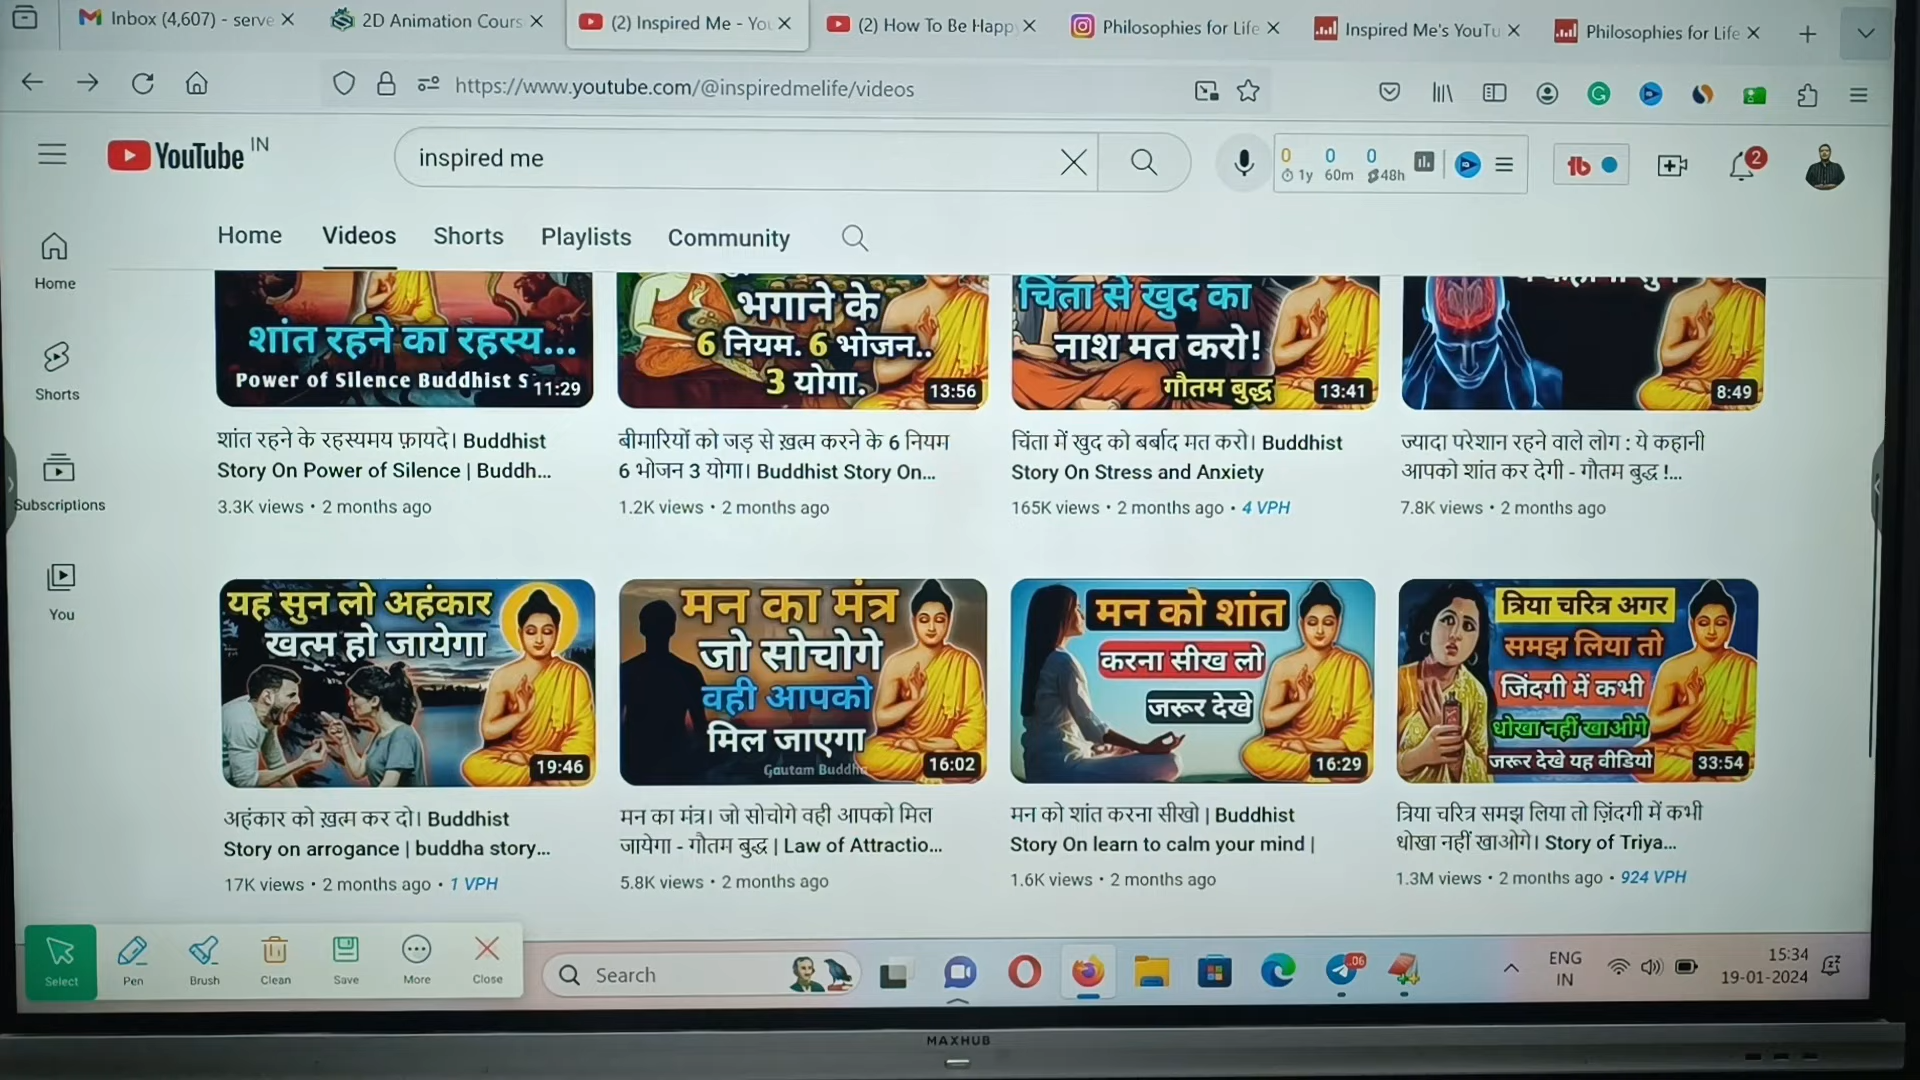 Inbox (4,607) - serve
2D Animation Cours
(2) Inspired Me - You
(2) How To Be Happ
Philosophies for Life
Inspired Me's YouTu
Philosophies for Life
https://www.youtube.com/@inspiredmelife/videos
YouTube IN
inspired me
0 0 0
1y 60m 48h
2
Home Videos Shorts Playlists Community
Home
Shorts
Subscriptions
You
शांत रहने का रहस्य...
Power of Silence Buddhist S
11:29
शांत रहने के रहस्यमय फ़ायदे। Buddhist
Story On Power of Silence | Buddh...
3.3K views • 2 months ago
भगाने के
6 नियम. 6 भोजन..
3 योगा.
13:56
बीमारियों को जड़ से ख़त्म करने के 6 नियम
6 भोजन 3 योगा। Buddhist Story On...
1.2K views • 2 months ago
चिंता से खुद का
नाश मत करो!
गौतम बुद्ध
13:41
चिंता में खुद को बर्बाद मत करो। Buddhist
Story On Stress and Anxiety
165K views • 2 months ago • 4 VPH
8:49
ज्यादा परेशान रहने वाले लोग : ये कहानी
आपको शांत कर देगी - गौतम बुद्ध !...
7.8K views • 2 months ago
यह सुन लो अहंकार
खत्म हो जायेगा
19:46
अहंकार को ख़त्म कर दो। Buddhist
Story on arrogance | buddha story...
17K views • 2 months ago • 1 VPH
मन का मंत्र
जो सोचोगे
वही आपको
मिल जाएगा
Gautam Buddha
16:02
मन का मंत्र। जो सोचोगे वही आपको मिल
जायेगा - गौतम बुद्ध | Law of Attractio...
5.8K views • 2 months ago
मन को शांत
करना सीख लो
जरूर देखे
16:29
मन को शांत करना सीखो | Buddhist
Story On learn to calm your mind |
1.6K views • 2 months ago
त्रिया चरित्र अगर
समझ लिया तो
जिंदगी में कभी
धोखा नहीं खाओगे
जरूर देखे यह वीडियो
33:54
त्रिया चरित्र समझ लिया तो ज़िंदगी में कभी
धोखा नहीं खाओगे। Story of Triya...
1.3M views • 2 months ago • 924 VPH
Select Pen Brush Clean Save More Close
Search
06
ENG
IN
15:34
19-01-2024
MAXHUB